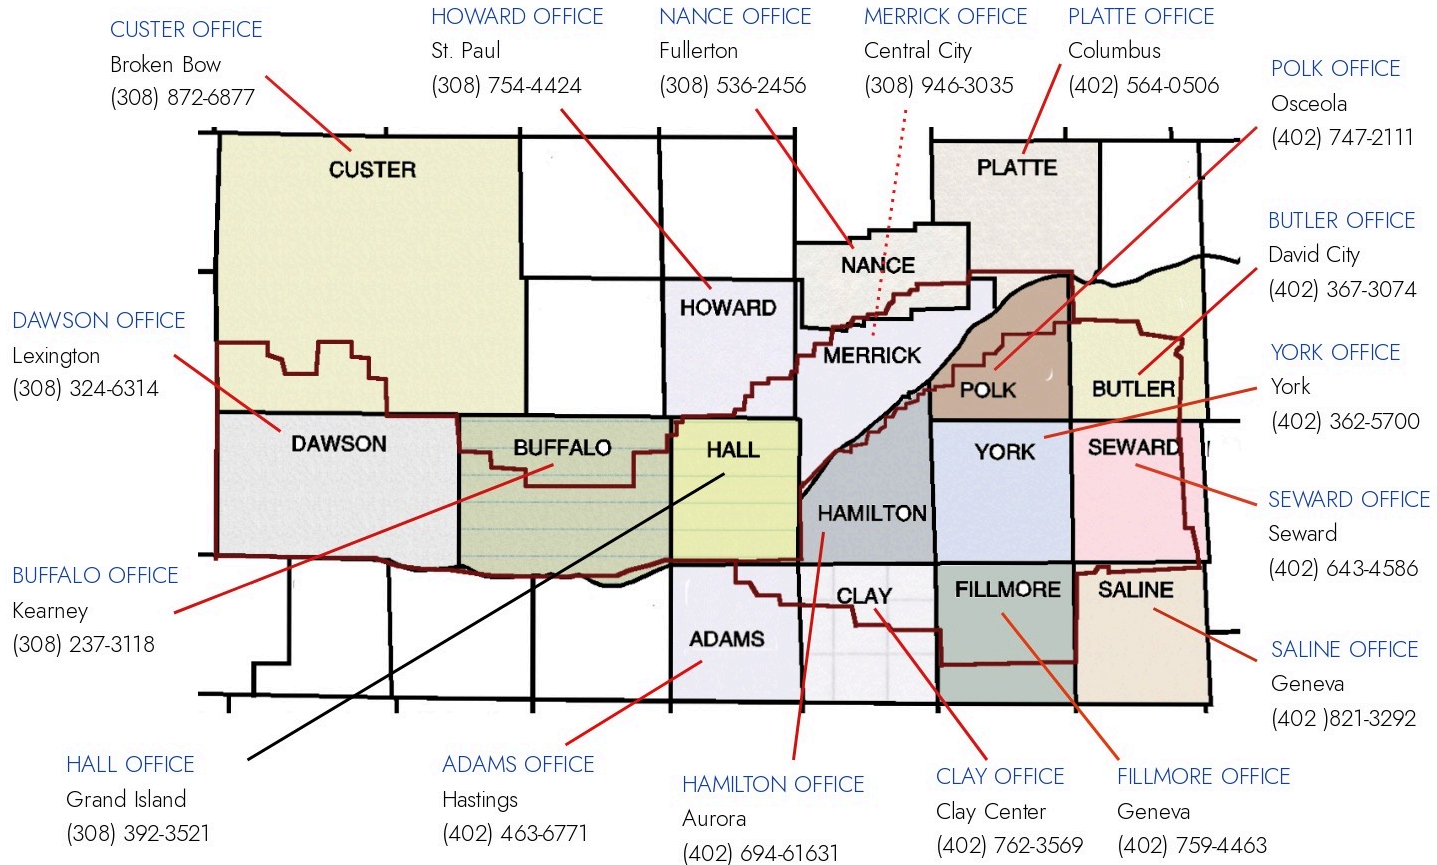 CUSTER OFFICE
Broken Bow
(308) 872-6877
HOWARD OFFICE
St. Paul
(308) 754-4424
NANCE OFFICE
Fullerton
(308) 536-2456
MERRICK OFFICE
Central City
(308) 946-3035
PLATTE OFFICE
Columbus
(402) 564-0506
POLK OFFICE
Osceola
(402) 747-2111
BUTLER OFFICE
David City
(402) 367-3074
YORK OFFICE
York
(402) 362-5700
SEWARD OFFICE
Seward
(402) 643-4586
SALINE OFFICE
Geneva
(402 )821-3292
DAWSON OFFICE
Lexington
(308) 324-6314
BUFFALO OFFICE
Kearney
(308) 237-3118
CUSTER
PLATTE
NANCE
HOWARD
MERRICK
POLK
BUTLER
DAWSON
BUFFALO
HALL
YORK
SEWARD
HAMILTON
CLAY
FILLMORE
SALINE
ADAMS
HALL OFFICE
Grand Island
(308) 392-3521
ADAMS OFFICE
Hastings
(402) 463-6771
HAMILTON OFFICE
Aurora
(402) 694-61631
CLAY OFFICE
Clay Center
(402) 762-3569
FILLMORE OFFICE
Geneva
(402) 759-4463